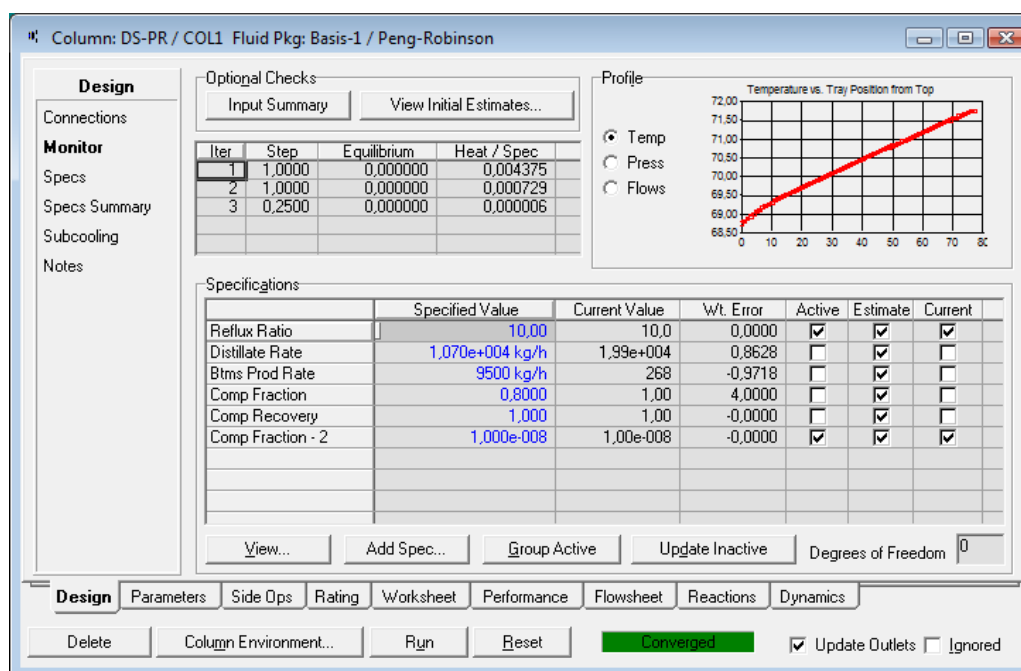 Column: DS-PR / COL1 Fluid Pkg: Basis-1 / Peng-Robinson
Design
Connections
Monitor
Specs
Specs Summary
Subcooling
Notes
Optional Checks
Input Summary
View Initial Estimates...
Iter Step Equilibrium Heat / Spec
1 1,0000 0,000000 0,004375
2 1,0000 0,000000 0,000729
3 0,2500 0,000000 0,000006
Profile
Temp
Press
Flows
Temperature vs. Tray Position from Top
72,00
71,50
71,00
70,50
70,00
69,50
69,00
68,50
0 10 20 30 40 50 60 70 80
Specifications
Specified Value Current Value Wt. Error Active Estimate Current
Reflux Ratio 10,00 10,0 0,0000
Distillate Rate 1,070e+004 kg/h 1,99e+004 0,8628
Btms Prod Rate 9500 kg/h 268 -0,9718
Comp Fraction 0,8000 1,00 4,0000
Comp Recovery 1,000 1,00 -0,0000
Comp Fraction - 2 1,000e-008 1,00e-008 -0,0000
View... Add Spec... Group Active Update Inactive Degrees of Freedom 0
Design Parameters Side Ops Rating Worksheet Performance Flowsheet Reactions Dynamics
Delete Column Environment... Run Reset Converged Update Outlets Ignored